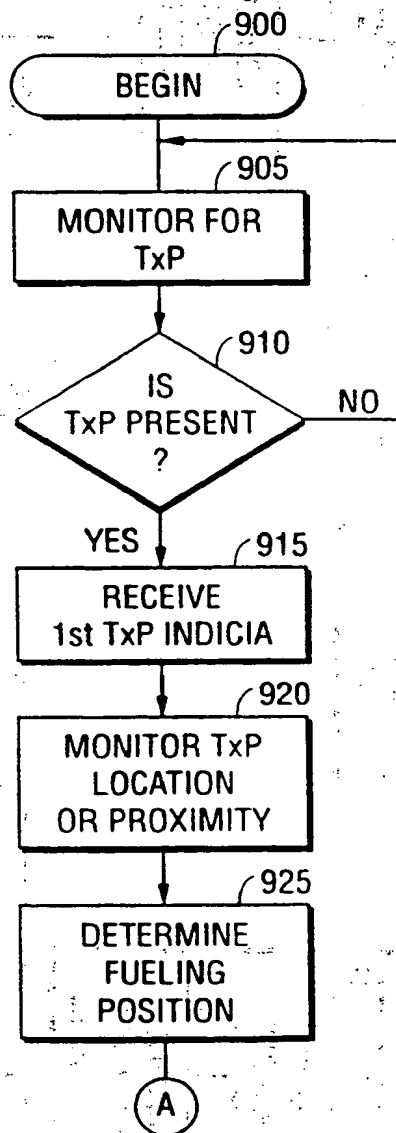 900
BEGIN
905
MONITOR FOR
TxP
910
IS
TxP PRESENT
?
NO
YES
915
RECEIVE
1st TxP INDICIA
920
MONITOR TxP
LOCATION
OR PROXIMITY
925
DETERMINE
FUELING
POSITION
A